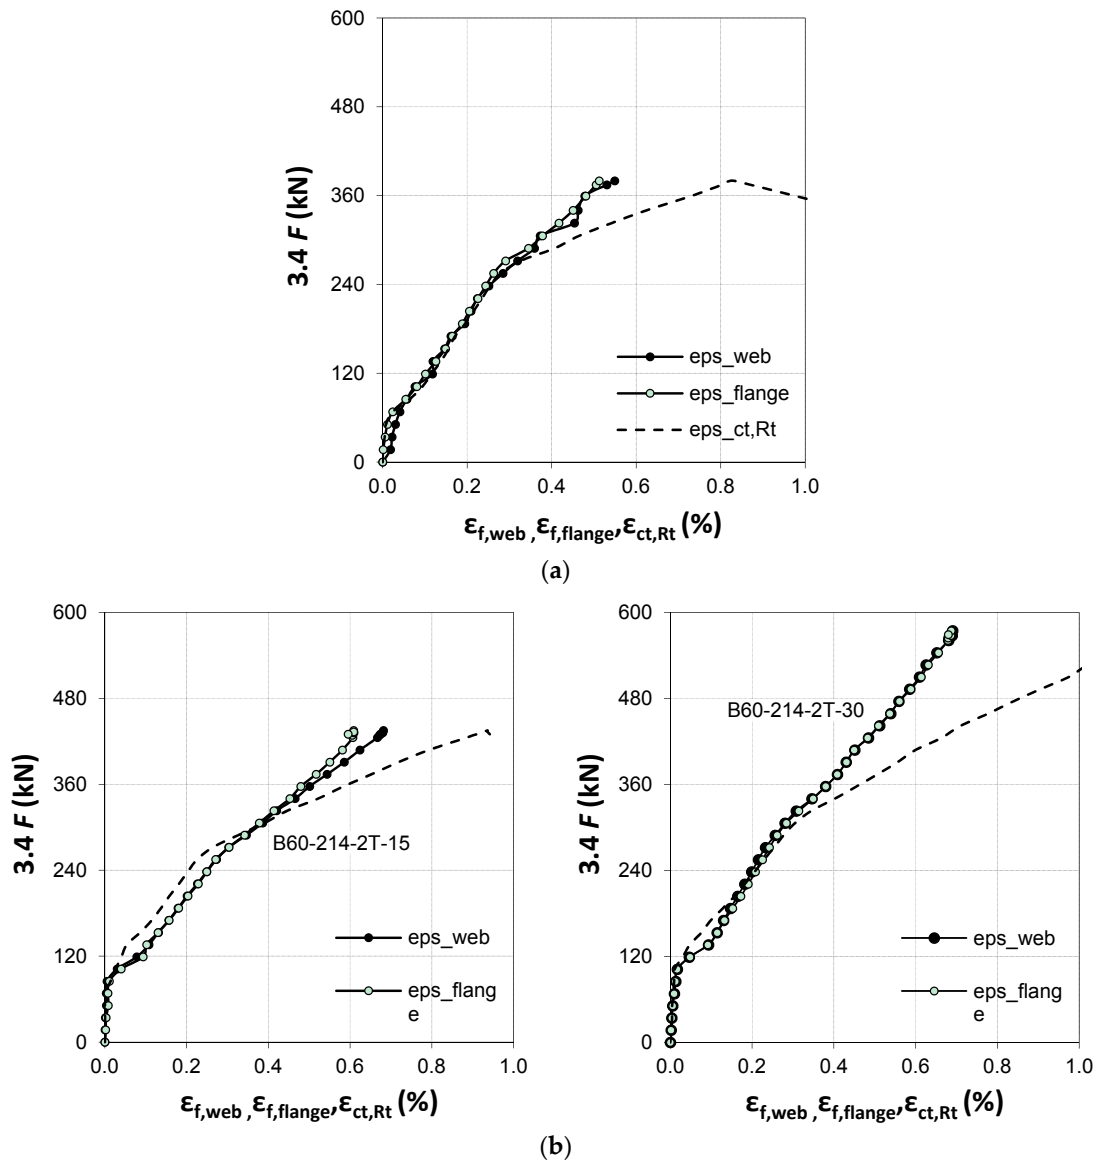 600
480
360
240
120
0
3.4 F (kN)
eps_web
eps_flange
eps_ct,Rt
0.0 0.2 0.4 0.6 0.8 1.0
εf,web ,εf,flange,εct,Rt (%)
(a)
600
480
360
240
120
0
3.4 F (kN)
B60-214-2T-15
eps_web
eps_flang
e
0.0 0.2 0.4 0.6 0.8 1.0
εf,web ,εf,flange,εct,Rt (%)
600
480
360
240
120
0
3.4 F (kN)
B60-214-2T-30
eps_web
eps_flang
e
0.0 0.2 0.4 0.6 0.8 1.0
εf,web ,εf,flange,εct,Rt (%)
(b)